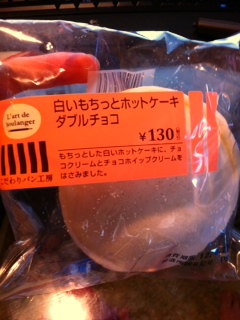 L'art de
boulanger
こだわりパン工房
白いもちっとホットケーキ
ダブルチョコ
¥130
もちっとした白いホットケーキに、チョ
コクリームとチョコホイップクリームを
はさみました。